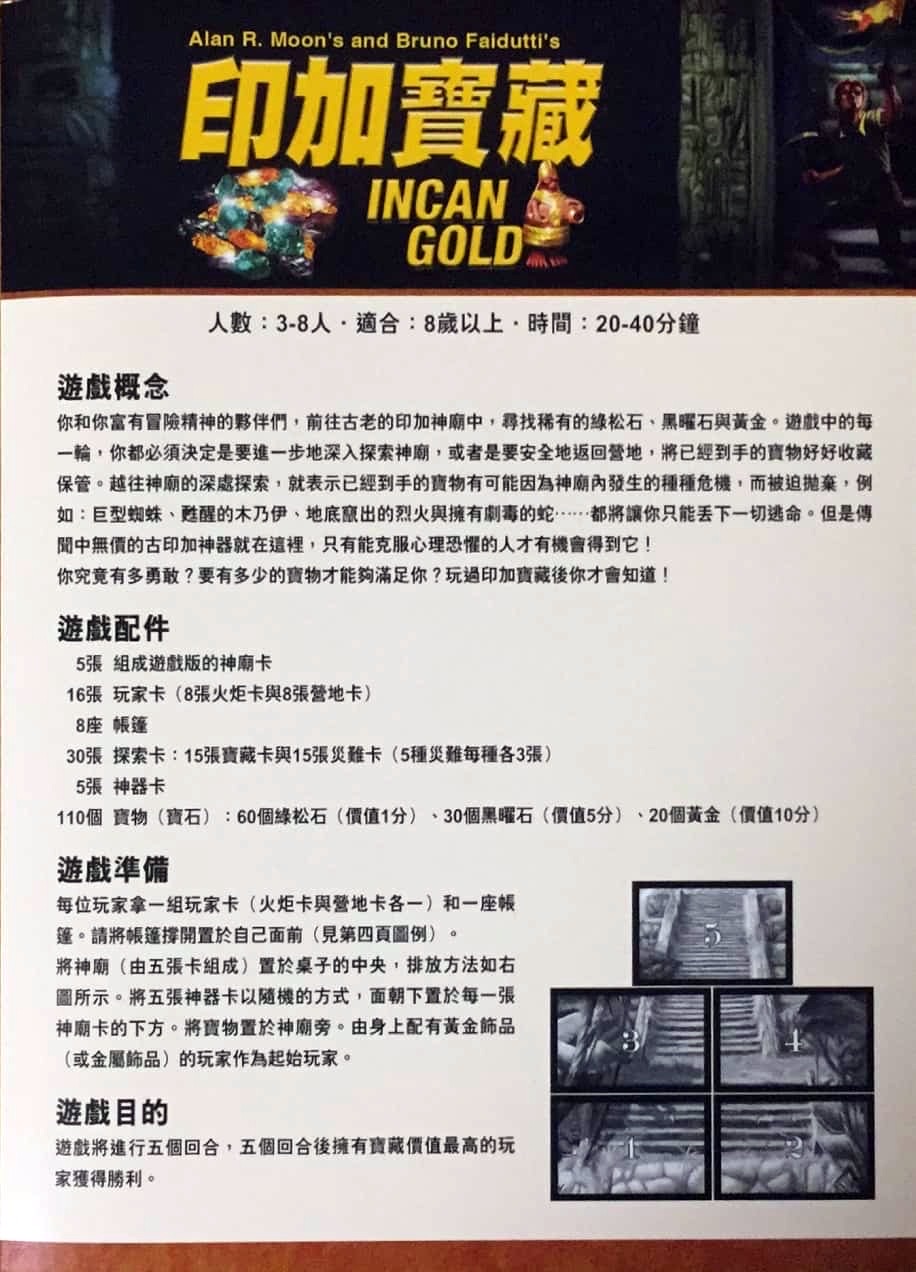 Alan R. Moon's and Bruno Faidutti's
印加寶藏
INCAN
GOLD
人數：3-8人．適合：8歲以上．時間：20-40分鐘
遊戲概念
你和你富有冒險精神的夥伴們，前往古老的印加神廟中，尋找稀有的綠松石、黑曜石與黃金。遊戲中的每
一輪，你都必須決定是要進一步地深入探索神廟，或者是要安全地返回營地，將已經到手的寶物好好收藏
保管。越往神廟的深處探索，就表示已經到手的寶物有可能因為神廟內發生的種種危機，而被迫拋棄，例
如：巨型蜘蛛、甦醒的木乃伊、地底竄出的烈火與擁有劇毒的蛇……都將讓你只能丟下一切逃命。但是傳
聞中無價的古印加神器就在這裡，只有能克服心理恐懼的人才有機會得到它！
你究竟有多勇敢？要有多少的寶物才能夠滿足你？玩過印加寶藏後你才會知道！
遊戲配件
5張 組成遊戲版的神廟卡
16張 玩家卡（8張火炬卡與8張營地卡）
8座 帳篷
30張 探索卡：15張寶藏卡與15張災難卡（5種災難每種各3張）
5張 神器卡
110個 寶物（寶石）：60個綠松石（價值1分）、30個黑曜石（價值5分）、20個黃金（價值10分）
遊戲準備
每位玩家拿一組玩家卡（火炬卡與營地卡各一）和一座帳
篷。請將帳篷撐開置於自己面前（見第四頁圖例）。
將神廟（由五張卡組成）置於桌子的中央，排放方法如右
圖所示。將五張神器卡以隨機的方式，面朝下置於每一張
神廟卡的下方。將寶物置於神廟旁。由身上配有黃金飾品
（或金屬飾品）的玩家作為起始玩家。
5
3
4
1
2
遊戲目的
遊戲將進行五個回合，五個回合後擁有寶藏價值最高的玩
家獲得勝利。